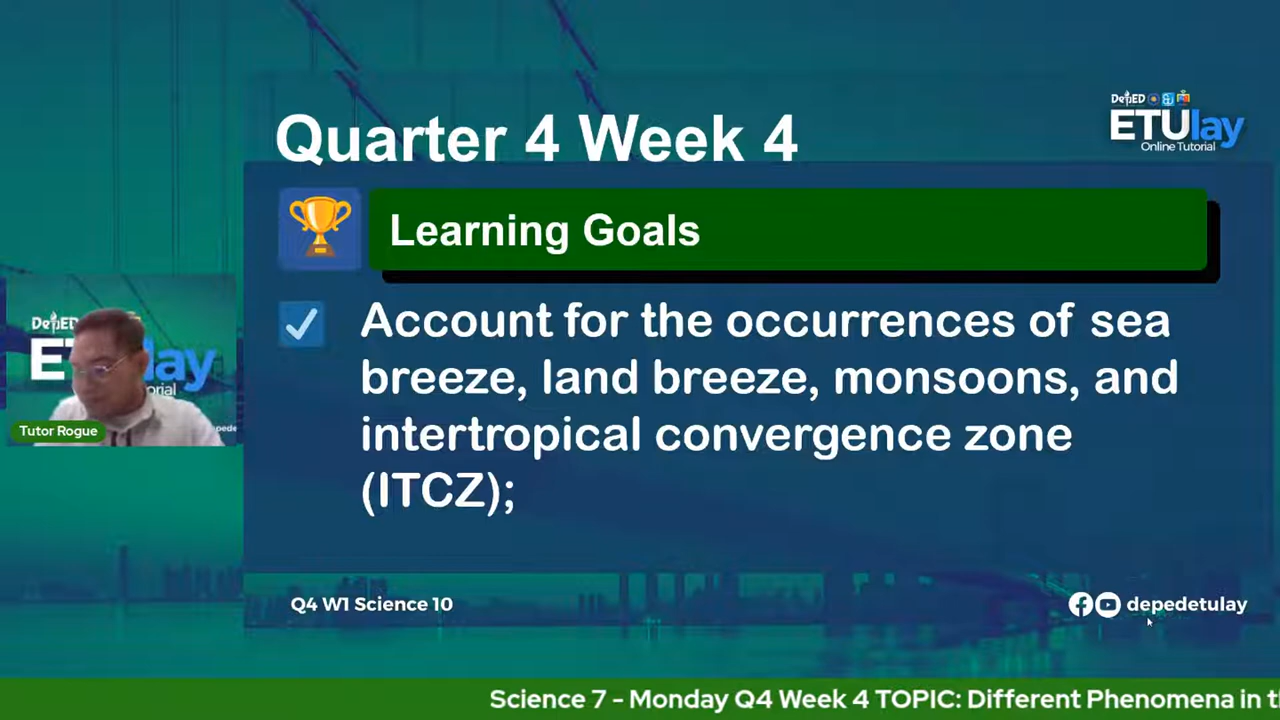 Quarter 4 Week 4
DepED
ETUlay
Online Tutorial
Learning Goals
Account for the occurrences of sea
breeze, land breeze, monsoons, and
intertropical convergence zone
(ITCZ);
DepED
Tutor Rogue
Q4 W1 Science 10
depedetulay
Science 7 - Monday Q4 Week 4 TOPIC: Different Phenomena in